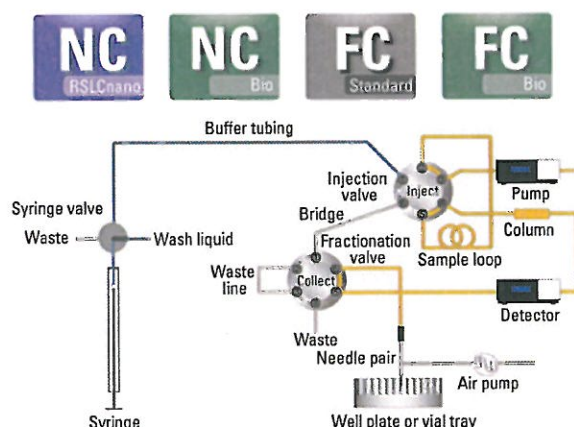 NC
RSLCnano
NC
Bio
FC
Standard
FC
Bio
Buffer tubing
Injection
valve
Inject
Pump
Syringe valve
Bridge
Column
Waste
Wash liquid
Fractionation
valve
Sample loop
Waste
line
Collect
Detector
Waste
Needle pair
Air pump
Syringe
Well plate or vial tray